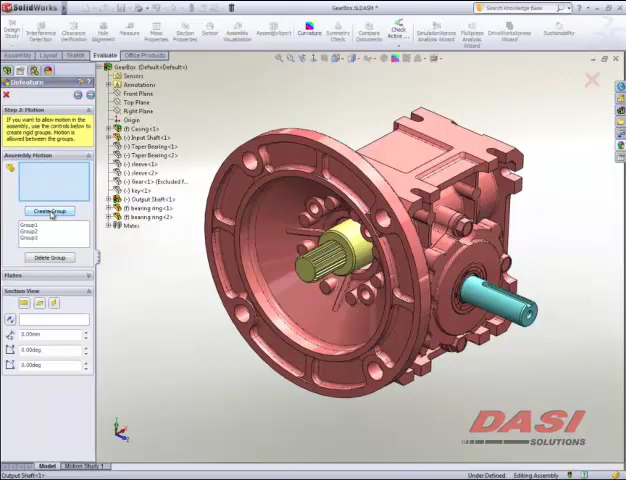 SolidWorks
GearBox.SLDASM *
Search Knowledge Base
Design Study
Interference Detection
Clearance Verification
Hole Alignment
Measure
Mass Properties
Section Properties
Sensor
Assembly Visualization
AssemblyXpert
Curvature
Symmetry Check
Compare Documents
Check Active ...
SimulationXpress Analysis Wizard
FloXpress Analysis Wizard
DriveWorksXpress Wizard
Sustainability
Assembly
Layout
Sketch
Evaluate
Office Products
Defeature
Step 2: Motion
If you want to allow motion in the assembly, use the controls below to create rigid groups. Motion is allowed between the groups.
Assembly Motion
Create Group
Group1
Group2
Group3
Delete Group
Mates
Section View
0.00mm
0.00deg
0.00deg
GearBox (Default<Default)
Sensors
Annotations
Front Plane
Top Plane
Right Plane
Origin
(f) Casing<1>
(-) Input Shaft<1>
(-) Taper Bearing<1>
(-) Taper Bearing<2>
(-) sleeve<1>
(-) sleeve<2>
(-) Gear<1> (Excluded f
(-) key<1>
(-) Output Shaft<1>
(f) bearing ring<1>
(f) bearing ring<2>
Mates
DASI
SOLUTIONS
Model
Motion Study 1
Output Shaft<1>
Under Defined
Editing Assembly